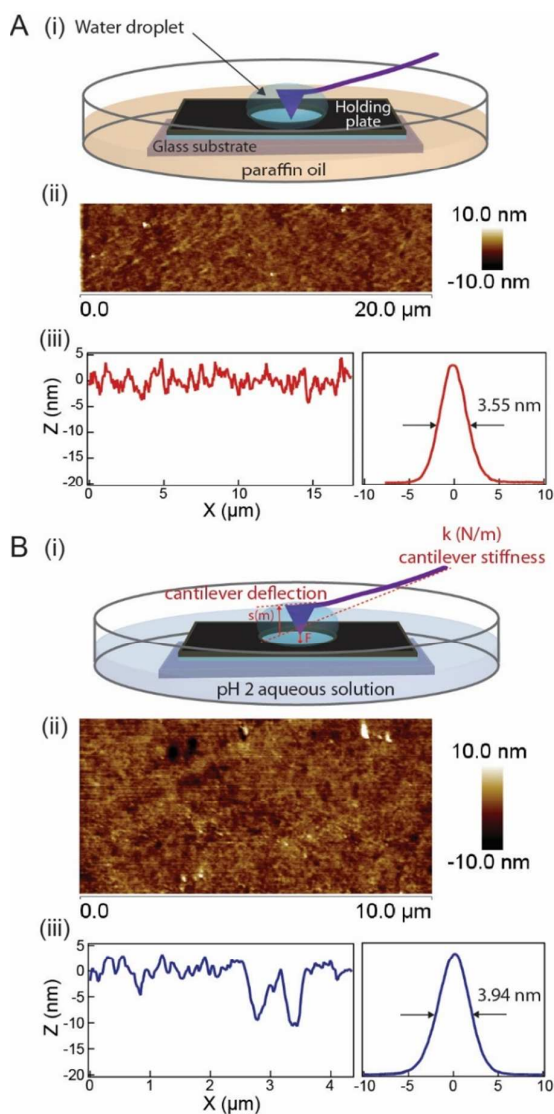 A (i)
Water droplet
Holding
plate
Glass substrate
paraffin oil
(ii)
10.0 nm
-10.0 nm
0.0
20.0 µm
(iii)
Z (nm)
5
0
-5
-10
-15
-20
0
5
10
15
X (µm)
3.55 nm
-10
-5
0
5
10
B (i)
k (N/m)
cantilever stiffness
cantilever deflection
s(m)
F
pH 2 aqueous solution
(ii)
10.0 nm
-10.0 nm
0.0
10.0 µm
(iii)
Z (nm)
5
0
-5
-10
-15
-20
0
1
2
3
4
X (µm)
3.94 nm
-10
-5
0
5
10